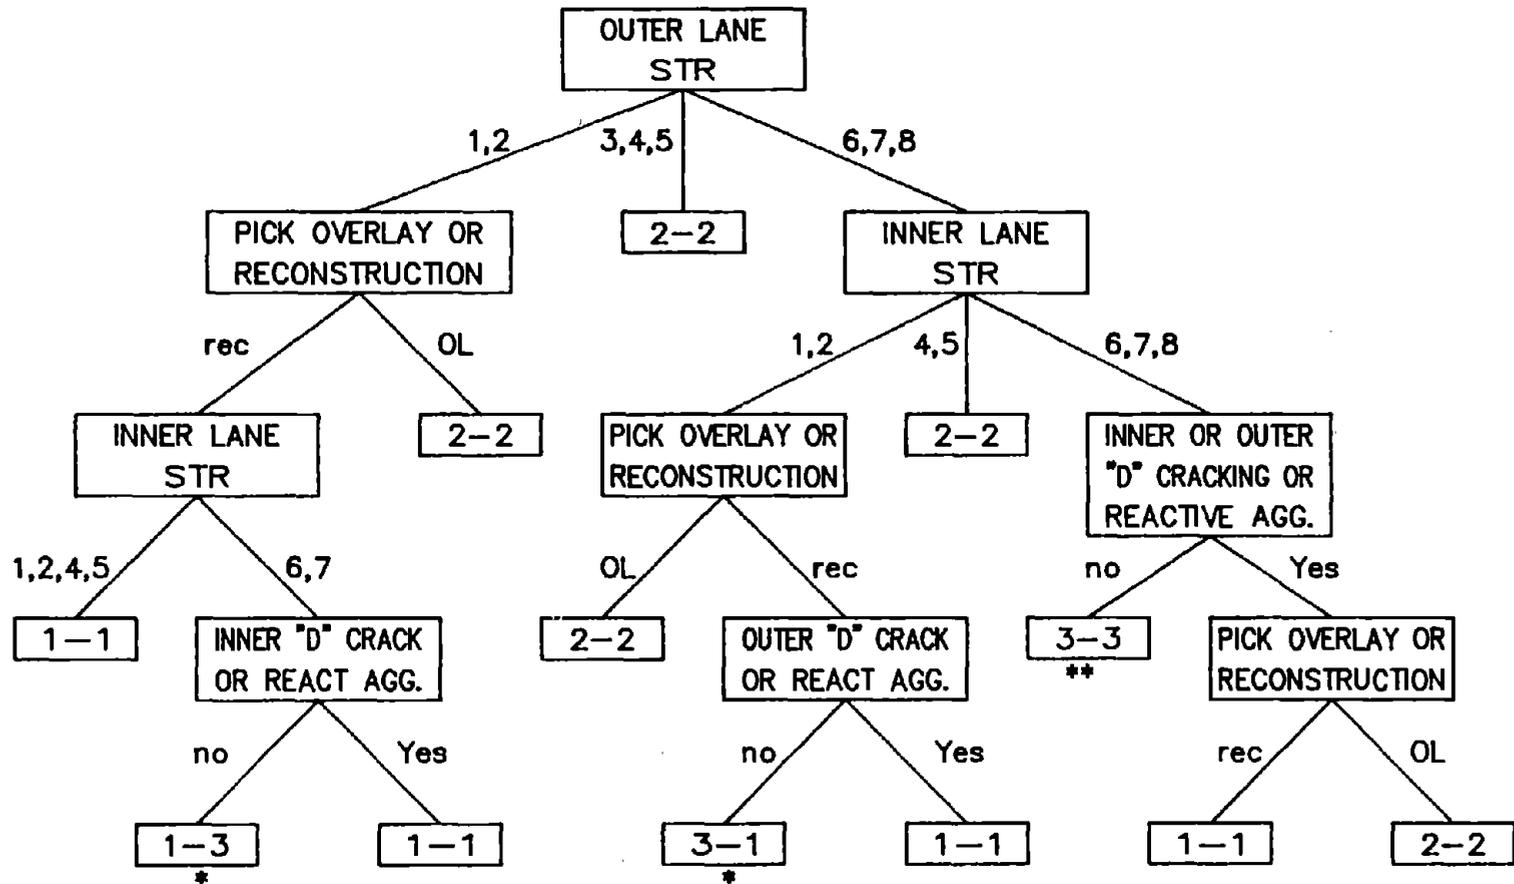 OUTER LANE
STR
1,2
3,4,5
6,7,8
PICK OVERLAY OR
RECONSTRUCTION
2-2
INNER LANE
STR
rec
OL
1,2
4,5
6,7,8
INNER LANE
STR
2-2
PICK OVERLAY OR
RECONSTRUCTION
2-2
INNER OR OUTER
"D" CRACKING OR
REACTIVE AGG.
1,2,4,5
6,7
OL
rec
no
Yes
1-1
INNER "D" CRACK
OR REACT AGG.
2-2
OUTER "D" CRACK
OR REACT AGG.
3-3
**
PICK OVERLAY OR
RECONSTRUCTION
no
Yes
no
Yes
rec
OL
1-3
*
1-1
3-1
*
1-1
1-1
2-2